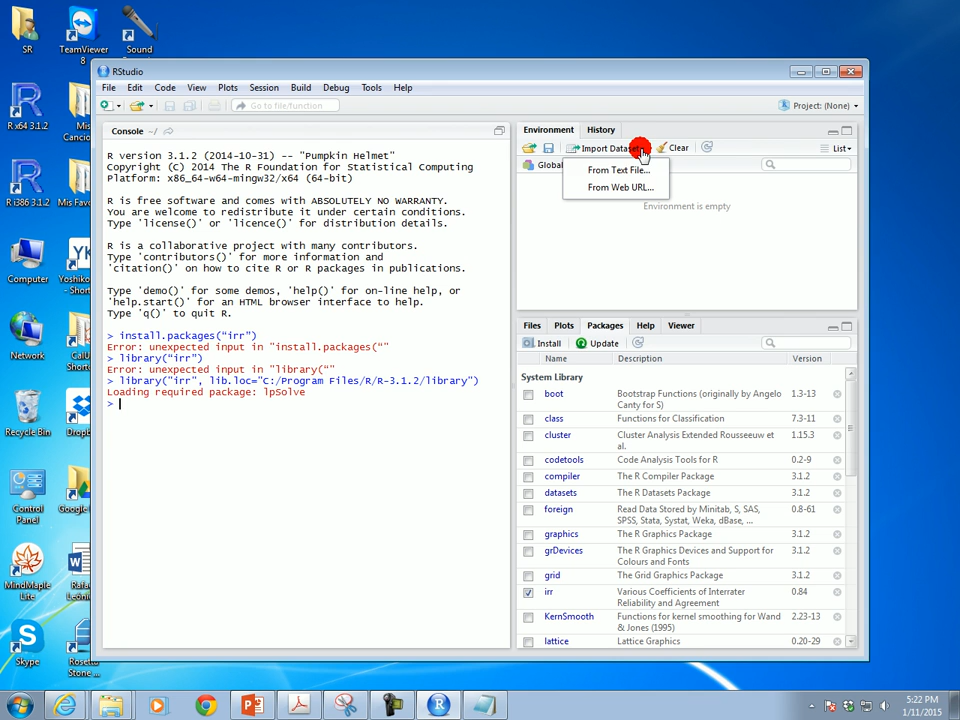 SR
TeamViewer 8
Sound
R x64 3.1.2
Mis
Cancio
R i386 3.1.2
Mis Fav
Computer
Yoshiko
- Short
Network
CalU
Shortc
Recycle Bin
Dropb
Control Panel
Google
MindMaple Lite
Rafae
Skype
Rosetta
Stone ...
RStudio
File Edit Code View Plots Session Build Debug Tools Help
Go to file/function
Project: (None)
Console ~/
R version 3.1.2 (2014-10-31) -- "Pumpkin Helmet"
Copyright (C) 2014 The R Foundation for Statistical Computing
Platform: x86_64-w64-mingw32/x64 (64-bit)
R is free software and comes with ABSOLUTELY NO WARRANTY.
You are welcome to redistribute it under certain conditions.
Type 'license()' or 'licence()' for distribution details.
R is a collaborative project with many contributors.
Type 'contributors()' for more information and
'citation()' on how to cite R or R packages in publications.
Type 'demo()' for some demos, 'help()' for on-line help, or
'help.start()' for an HTML browser interface to help.
Type 'q()' to quit R.
> install.packages(“irr”)
Error: unexpected input in "install.packages(“"
> library(“irr”)
Error: unexpected input in "library(“"
> library("irr", lib.loc="C:/Program Files/R/R-3.1.2/library")
Loading required package: lpSolve
>
Environment History
Import Dataset Clear List
Global
From Text File...
From Web URL...
Environment is empty
Files Plots Packages Help Viewer
Install Update
Name Description Version
System Library
boot Bootstrap Functions (originally by Angelo Canty for S) 1.3-13
class Functions for Classification 7.3-11
cluster Cluster Analysis Extended Rousseeuw et al. 1.15.3
codetools Code Analysis Tools for R 0.2-9
compiler The R Compiler Package 3.1.2
datasets The R Datasets Package 3.1.2
foreign Read Data Stored by Minitab, S, SAS, SPSS, Stata, Systat, Weka, dBase, ... 0.8-61
graphics The R Graphics Package 3.1.2
grDevices The R Graphics Devices and Support for Colours and Fonts 3.1.2
grid The Grid Graphics Package 3.1.2
irr Various Coefficients of Interrater Reliability and Agreement 0.84
KernSmooth Functions for kernel smoothing for Wand & Jones (1995) 2.23-13
lattice Lattice Graphics 0.20-29
5:22 PM
1/11/2015